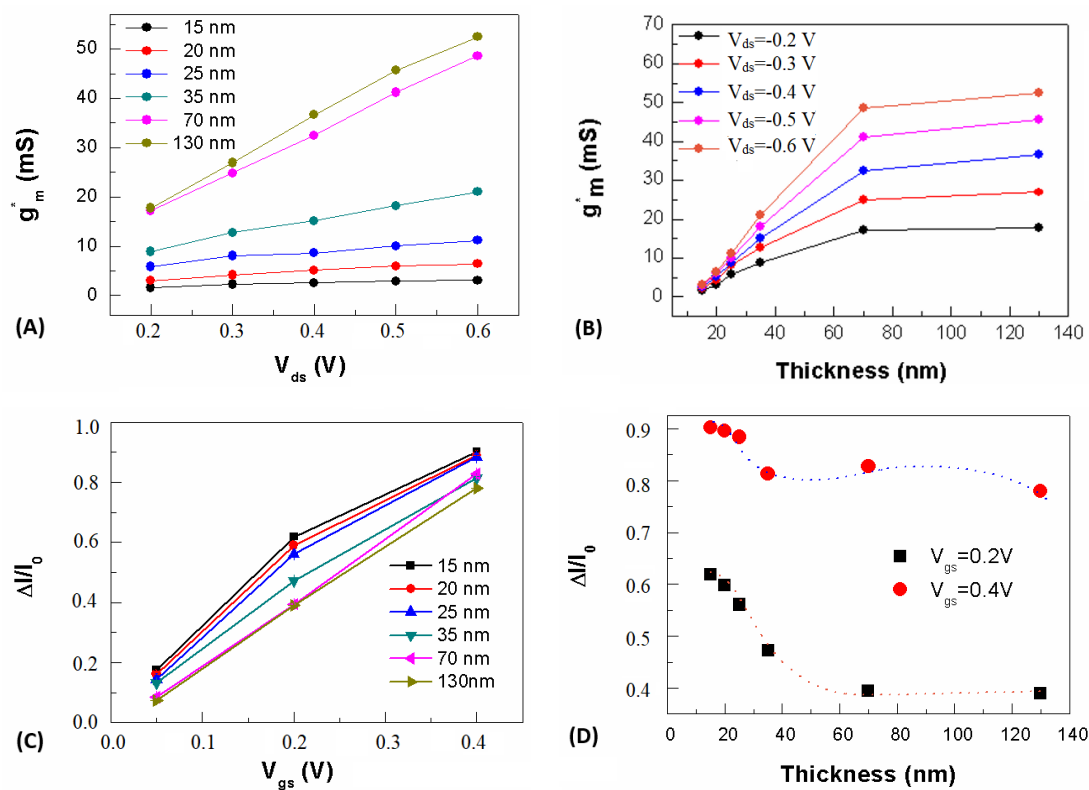 15 nm
20 nm
25 nm
35 nm
70 nm
130 nm
50
40
30
20
10
0
g*m (mS)
0.2 0.3 0.4 0.5 0.6
Vds (V)
(A)
70
60
50
40
30
20
10
0
g*m (mS)
Vds=-0.2 V
Vds=-0.3 V
Vds=-0.4 V
Vds=-0.5 V
Vds=-0.6 V
20 40 60 80 100 120 140
Thickness (nm)
(B)
1.0
0.8
0.6
0.4
0.2
0.0
ΔI/I0
15 nm
20 nm
25 nm
35 nm
70 nm
130nm
0.0 0.1 0.2 0.3 0.4
Vgs (V)
(C)
0.9
0.8
0.7
0.6
0.5
0.4
ΔI/I0
Vgs=0.2V
Vgs=0.4V
0 20 40 60 80 100 120 140
Thickness (nm)
(D)